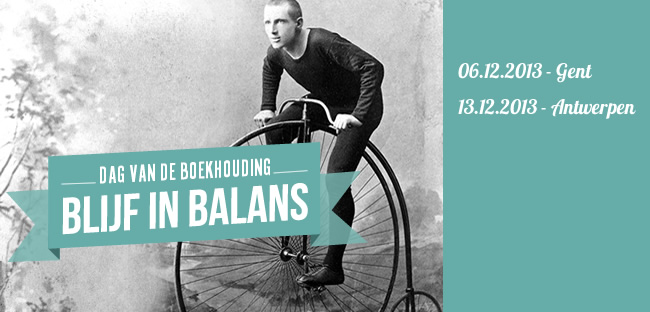 DAG VAN DE BOEKHOUDING
BLIJF IN BALANS
06.12.2013 - Gent
13.12.2013 - Antwerpen